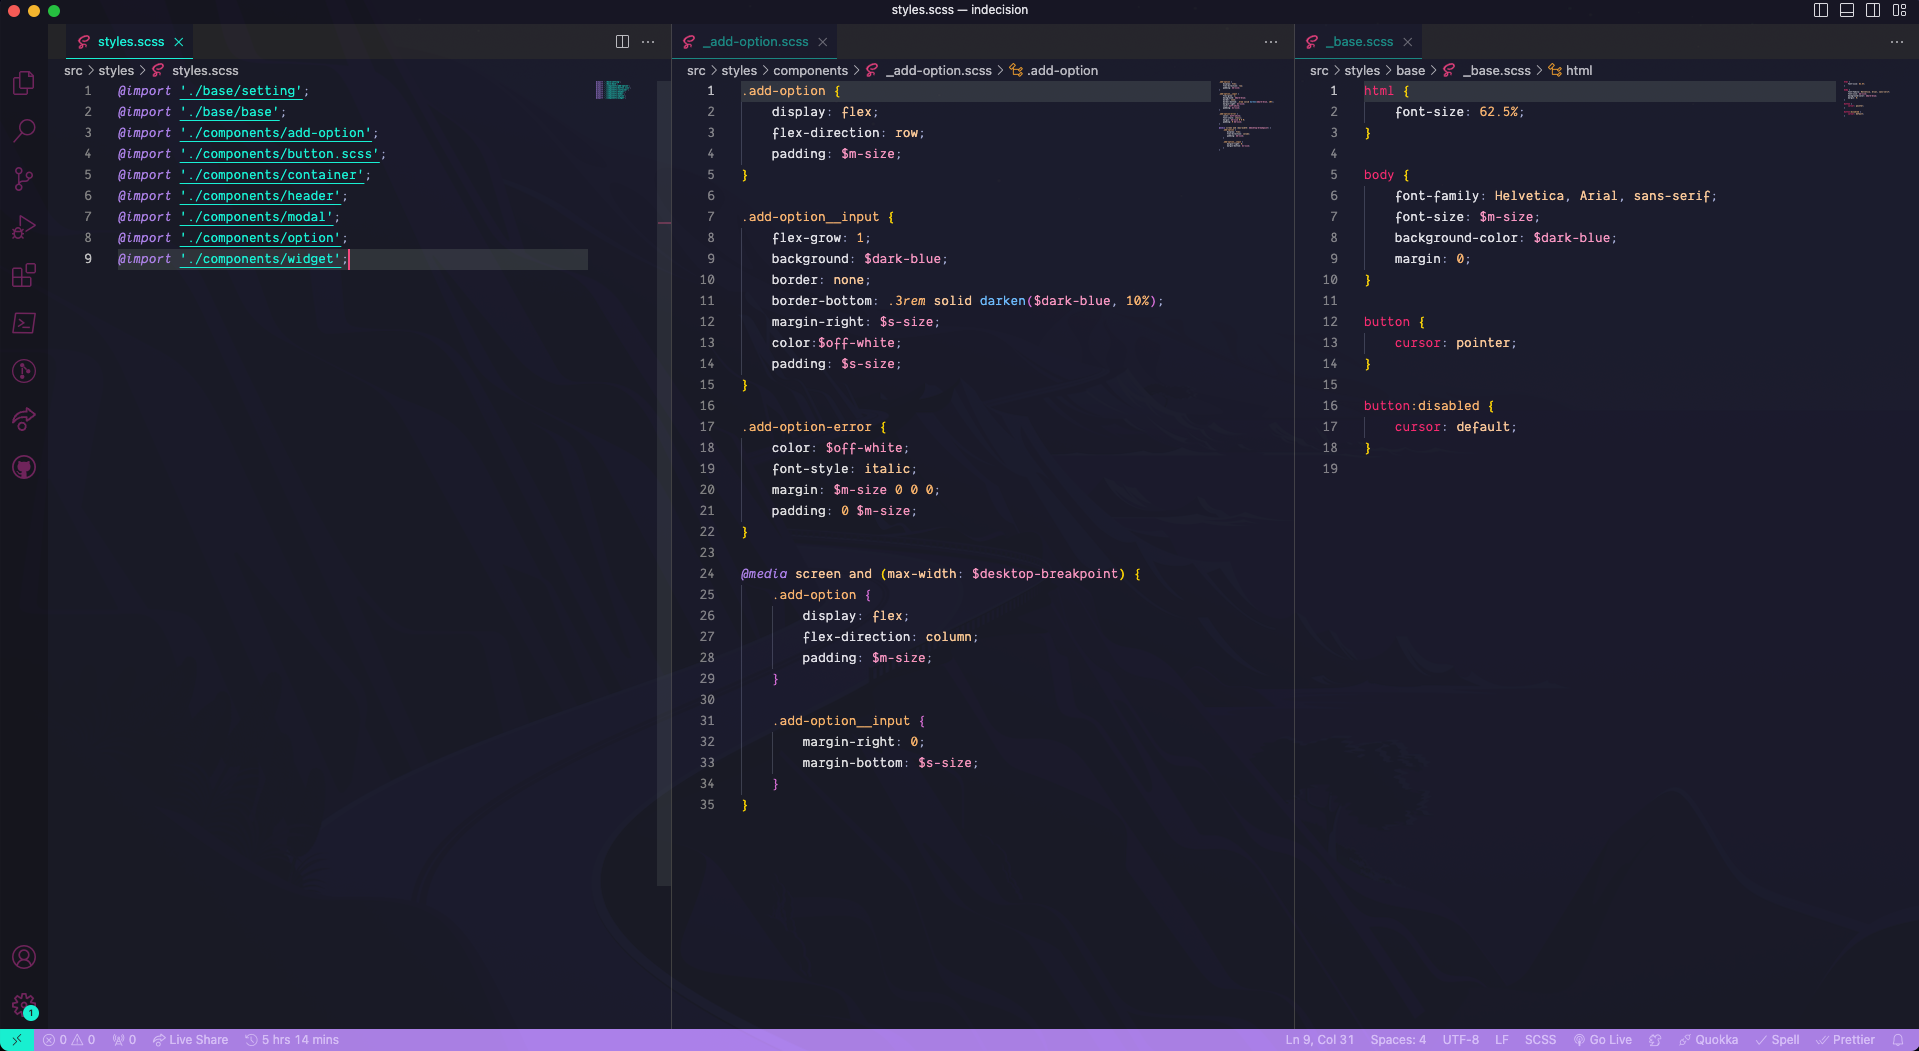 styles.scss — indecision
styles.scss
src > styles > styles.scss
1 @import './base/setting';
2 @import './base/base';
3 @import './components/add-option';
4 @import './components/button.scss';
5 @import './components/container';
6 @import './components/header';
7 @import './components/modal';
8 @import './components/option';
9 @import './components/widget';
_add-option.scss
src > styles > components > _add-option.scss > .add-option
1 .add-option {
2 display: flex;
3 flex-direction: row;
4 padding: $m-size;
5 }
6
7 .add-option__input {
8 flex-grow: 1;
9 background: $dark-blue;
10 border: none;
11 border-bottom: .3rem solid darken($dark-blue, 10%);
12 margin-right: $s-size;
13 color:$off-white;
14 padding: $s-size;
15 }
16
17 .add-option-error {
18 color: $off-white;
19 font-style: italic;
20 margin: $m-size 0 0 0;
21 padding: 0 $m-size;
22 }
23
24 @media screen and (max-width: $desktop-breakpoint) {
25 .add-option {
26 display: flex;
27 flex-direction: column;
28 padding: $m-size;
29 }
30
31 .add-option__input {
32 margin-right: 0;
33 margin-bottom: $s-size;
34 }
35 }
_base.scss
src > styles > base > _base.scss > html
1 html {
2 font-size: 62.5%;
3 }
4
5 body {
6 font-family: Helvetica, Arial, sans-serif;
7 font-size: $m-size;
8 background-color: $dark-blue;
9 margin: 0;
10 }
11
12 button {
13 cursor: pointer;
14 }
15
16 button:disabled {
17 cursor: default;
18 }
19
1
0 0 0 Live Share 5 hrs 14 mins Ln 9, Col 31 Spaces: 4 UTF-8 LF SCSS Go Live Quokka Spell Prettier